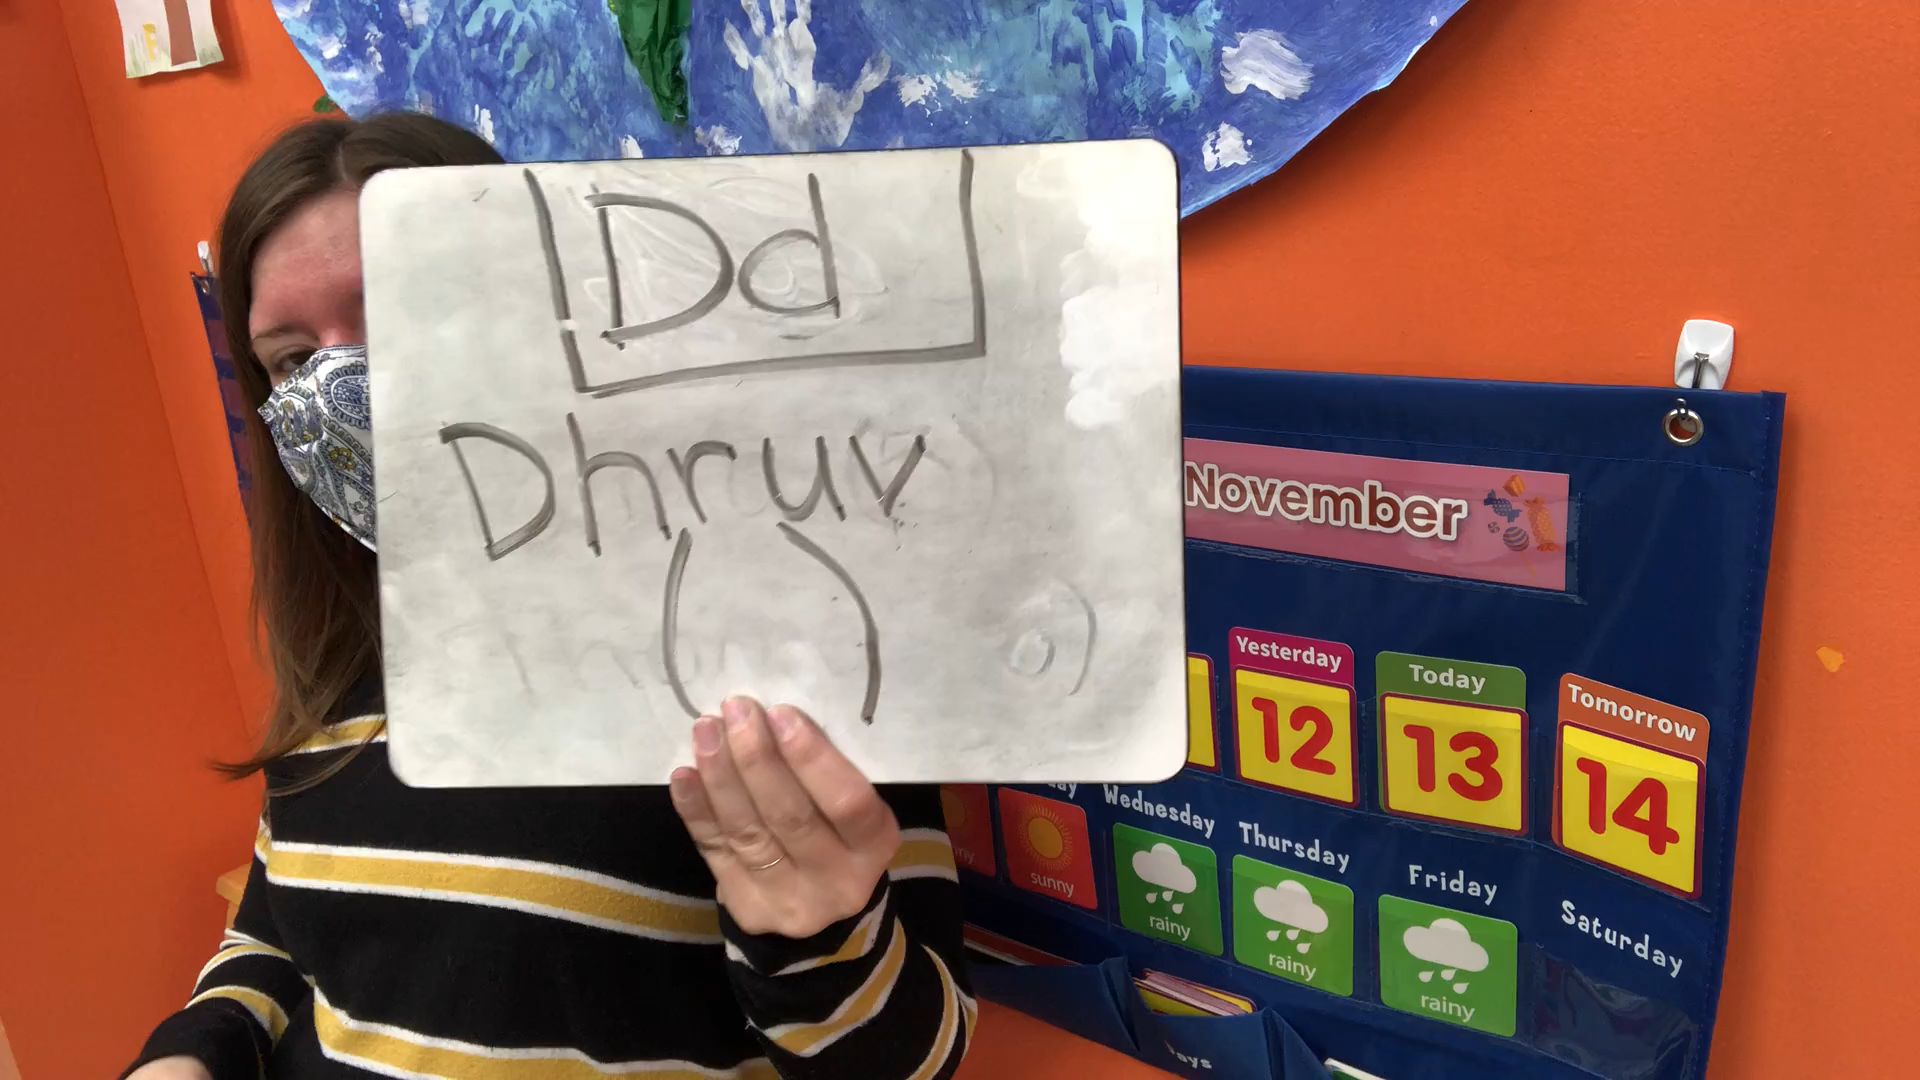 Dd
Dhruv
( )
November
Yesterday
Today
Tomorrow
12
13
14
Wednesday
Thursday
Friday
Saturday
sunny
rainy
rainy
rainy